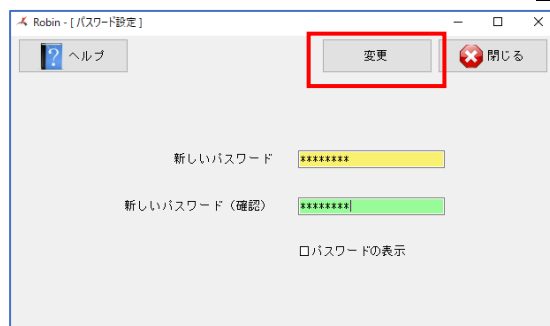 Robin - [パスワード設定]
ヘルプ
変更
閉じる
新しいパスワード
********
新しいパスワード（確認）
********
パスワードの表示